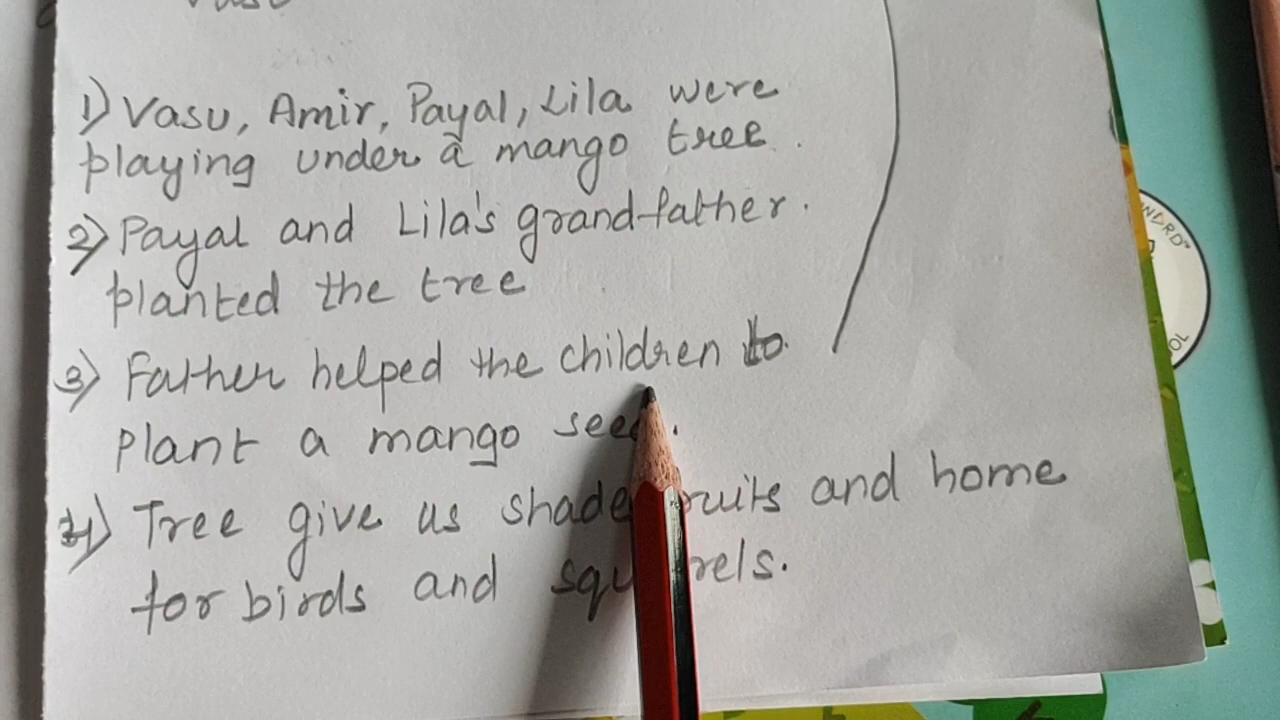 1) Vasu, Amir, Payal, Lila were
playing under a mango tree.
2) Payal and Lila's grandfather.
planted the tree
3) Father helped the children to
plant a mango
4) Tree give us shade and home
for birds and